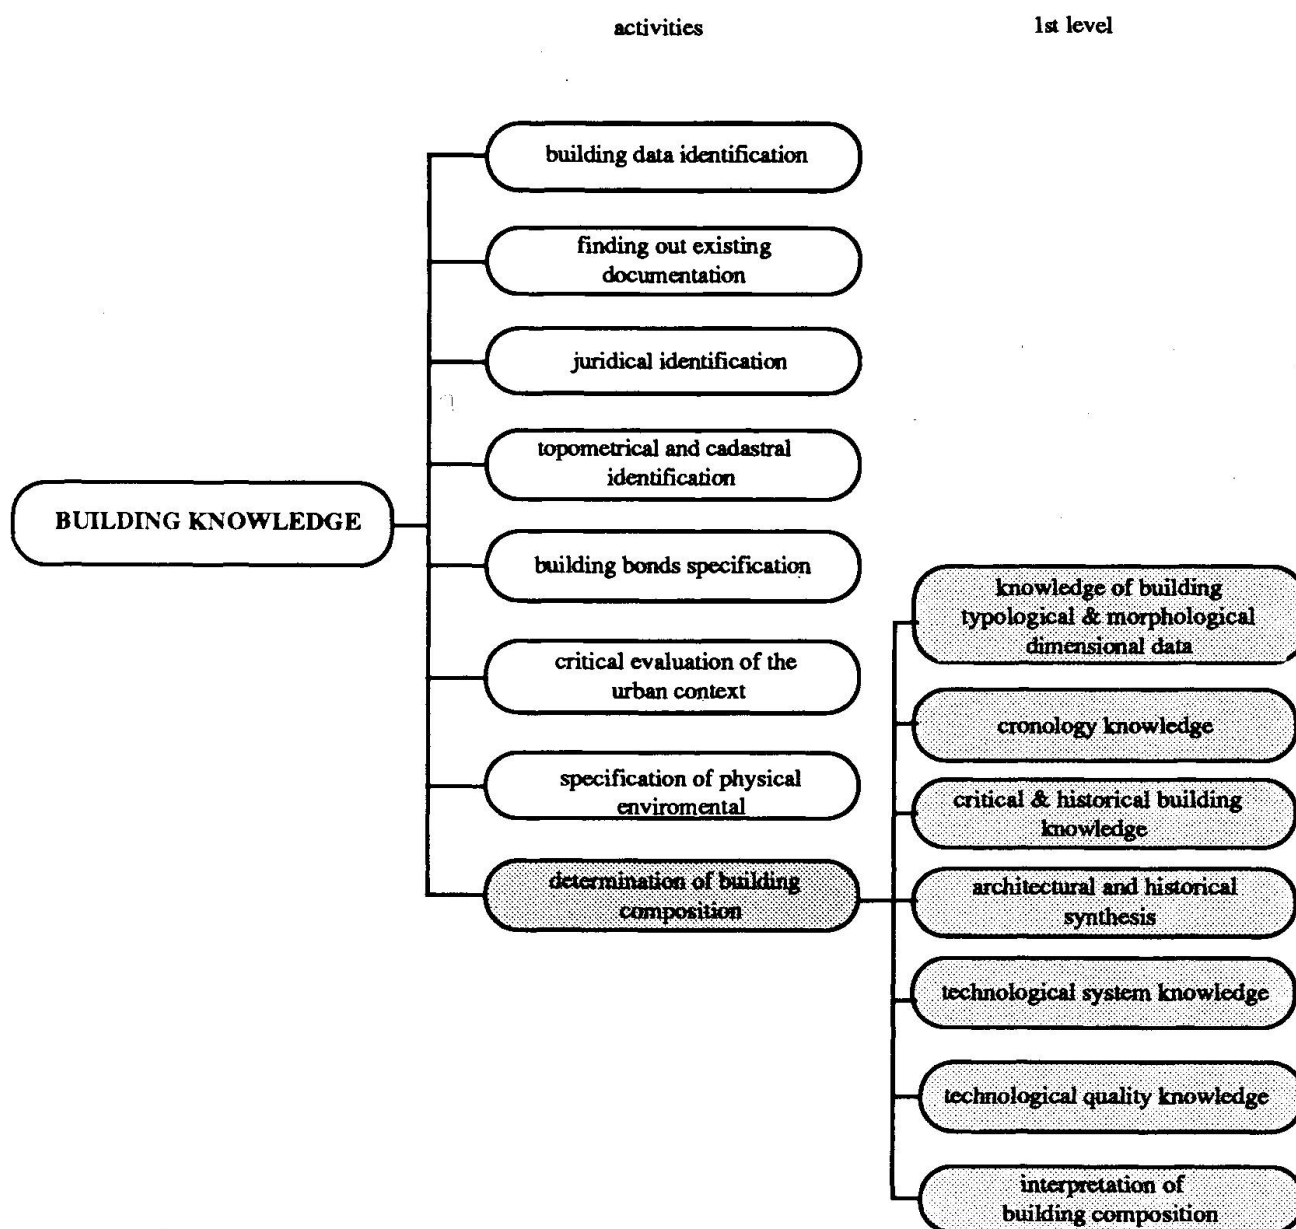 activities
1st level
building data identification
finding out existing
documentation
juridical identification
topometrical and cadastral
identification
BUILDING KNOWLEDGE
building bonds specification
critical evaluation of the
urban context
specification of physical
enviromental
determination of building
composition
knowledge of building
typological & morphological
dimensional data
cronology knowledge
critical & historical building
knowledge
architectural and historical
synthesis
technological system knowledge
technological quality knowledge
interpretation of
building composition